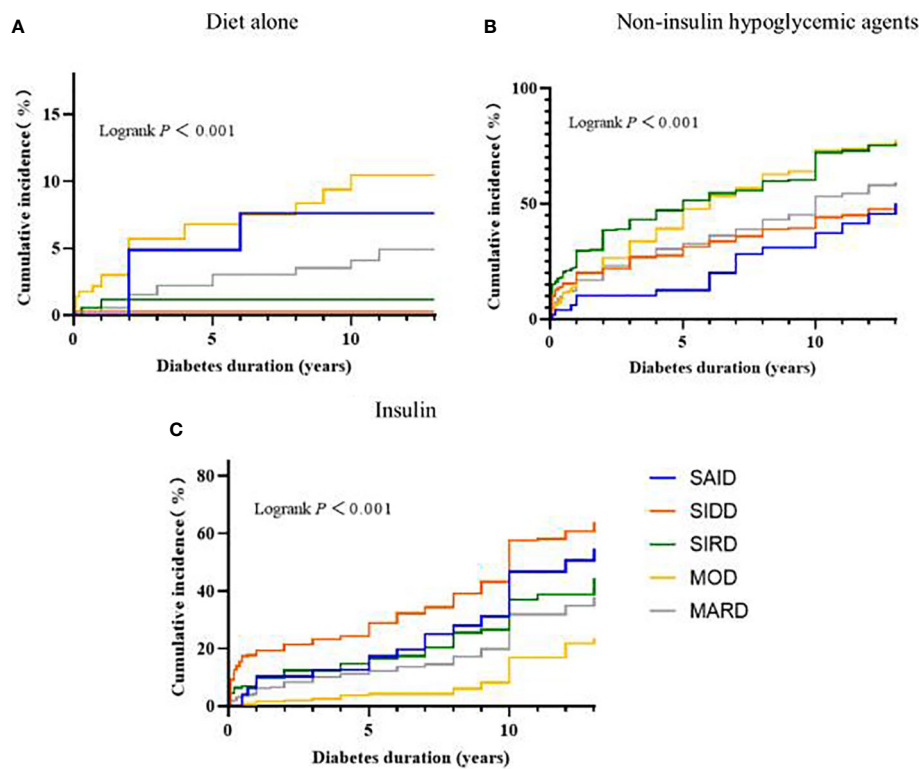 A
Diet alone
Logrank P < 0.001
Cumulative incidence( %)
15
10
5
0
0
5
10
Diabetes duration (years)
B
Non-insulin hypoglycemic agents
Logrank P < 0.001
Cumulative incidence( %)
100
50
0
0
5
10
Diabetes duration (years)
C
Insulin
Logrank P < 0.001
Cumulative incidence( %)
80
60
40
20
0
0
5
10
Diabetes duration (years)
SAID
SIDD
SIRD
MOD
MARD